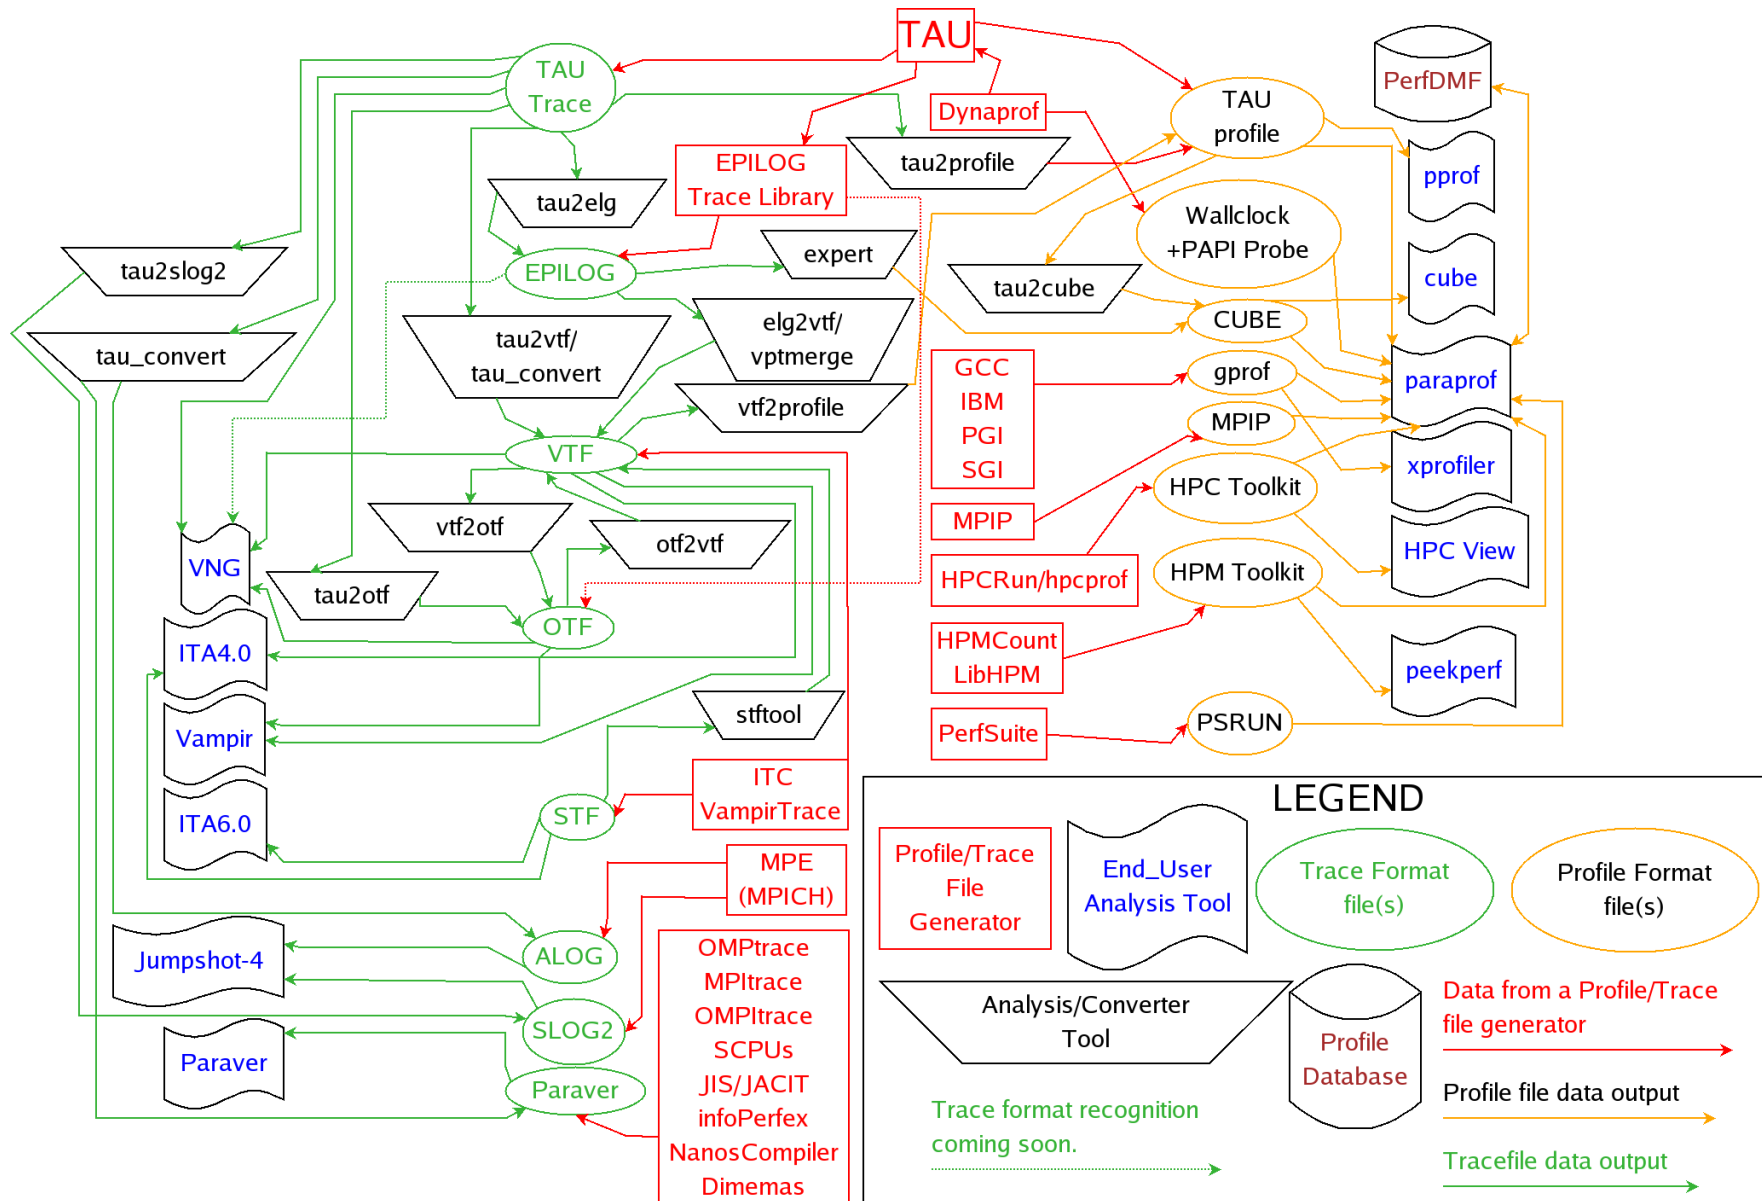 TAU
TAU
Trace
Dynaprof
TAU
profile
PerfDMF
EPILOG
Trace Library
tau2profile
pprof
tau2elg
Wallclock
+PAPI Probe
tau2slog2
EPILOG
expert
tau2cube
cube
tau_convert
tau2vtf/
tau_convert
elg2vtf/
vptmerge
CUBE
GCC
IBM
PGI
SGI
gprof
paraprof
vtf2profile
MPIP
VTF
xprofiler
HPC Toolkit
vtf2otf
otf2vtf
MPIP
HPC View
VNG
tau2otf
HPCRun/hpcprof
HPM Toolkit
OTF
ITA4.0
HPMCount
LibHPM
peekperf
Vampir
stftool
PerfSuite
PSRUN
ITC
VampirTrace
STF
ITA6.0
MPE
(MPICH)
ALOG
Jumpshot-4
OMPtrace
MPItrace
OMPItrace
SCPUs
JIS/JACIT
infoPerfex
NanosCompiler
Dimemas
SLOG2
Paraver
Paraver
LEGEND
Profile/Trace
File
Generator
End_User
Analysis Tool
Trace Format
file(s)
Profile Format
file(s)
Analysis/Converter
Tool
Profile
Database
Data from a Profile/Trace
file generator
Profile file data output
Trace format recognition
coming soon.
Tracefile data output